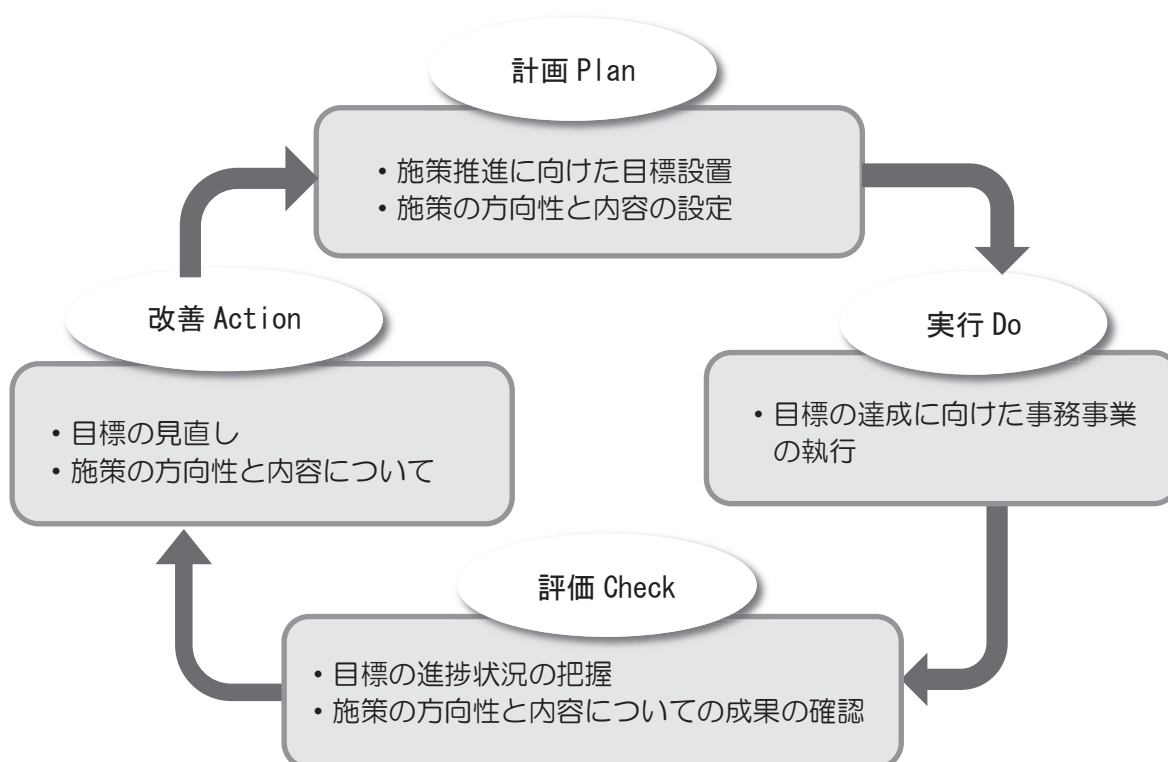 計画 Plan
・施策推進に向けた目標設置
・施策の方向性と内容の設定
実行 Do
・目標の達成に向けた事務事業
の執行
評価 Check
・目標の進捗状況の把握
・施策の方向性と内容についての成果の確認
改善 Action
・目標の見直し
・施策の方向性と内容について